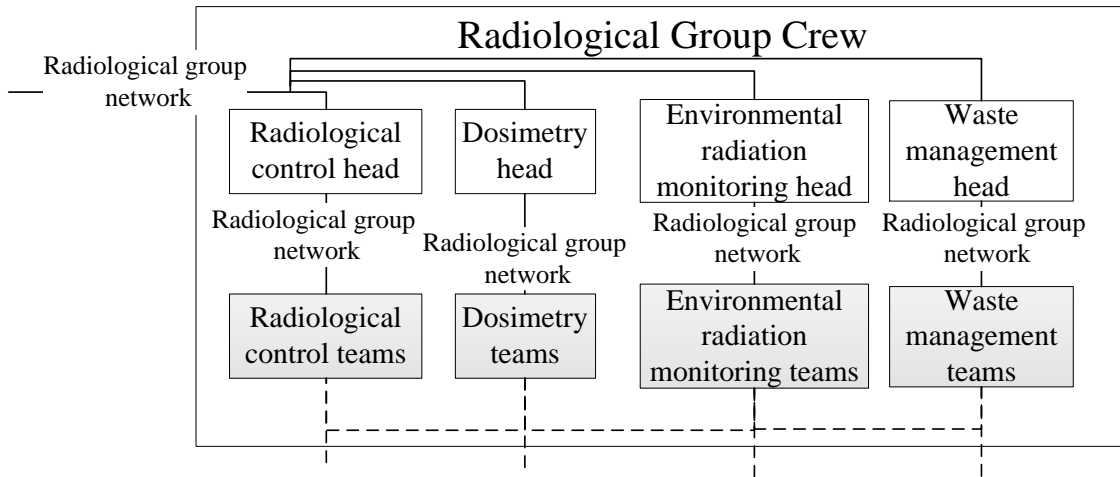 Radiological Group Crew
Radiological group
network
Radiological
control head
Dosimetry
head
Environmental
radiation
monitoring head
Waste
management
head
Radiological group
network
Radiological group
network
Radiological group
network
Radiological group
network
Radiological
control teams
Dosimetry
teams
Environmental
radiation
monitoring teams
Waste
management
teams